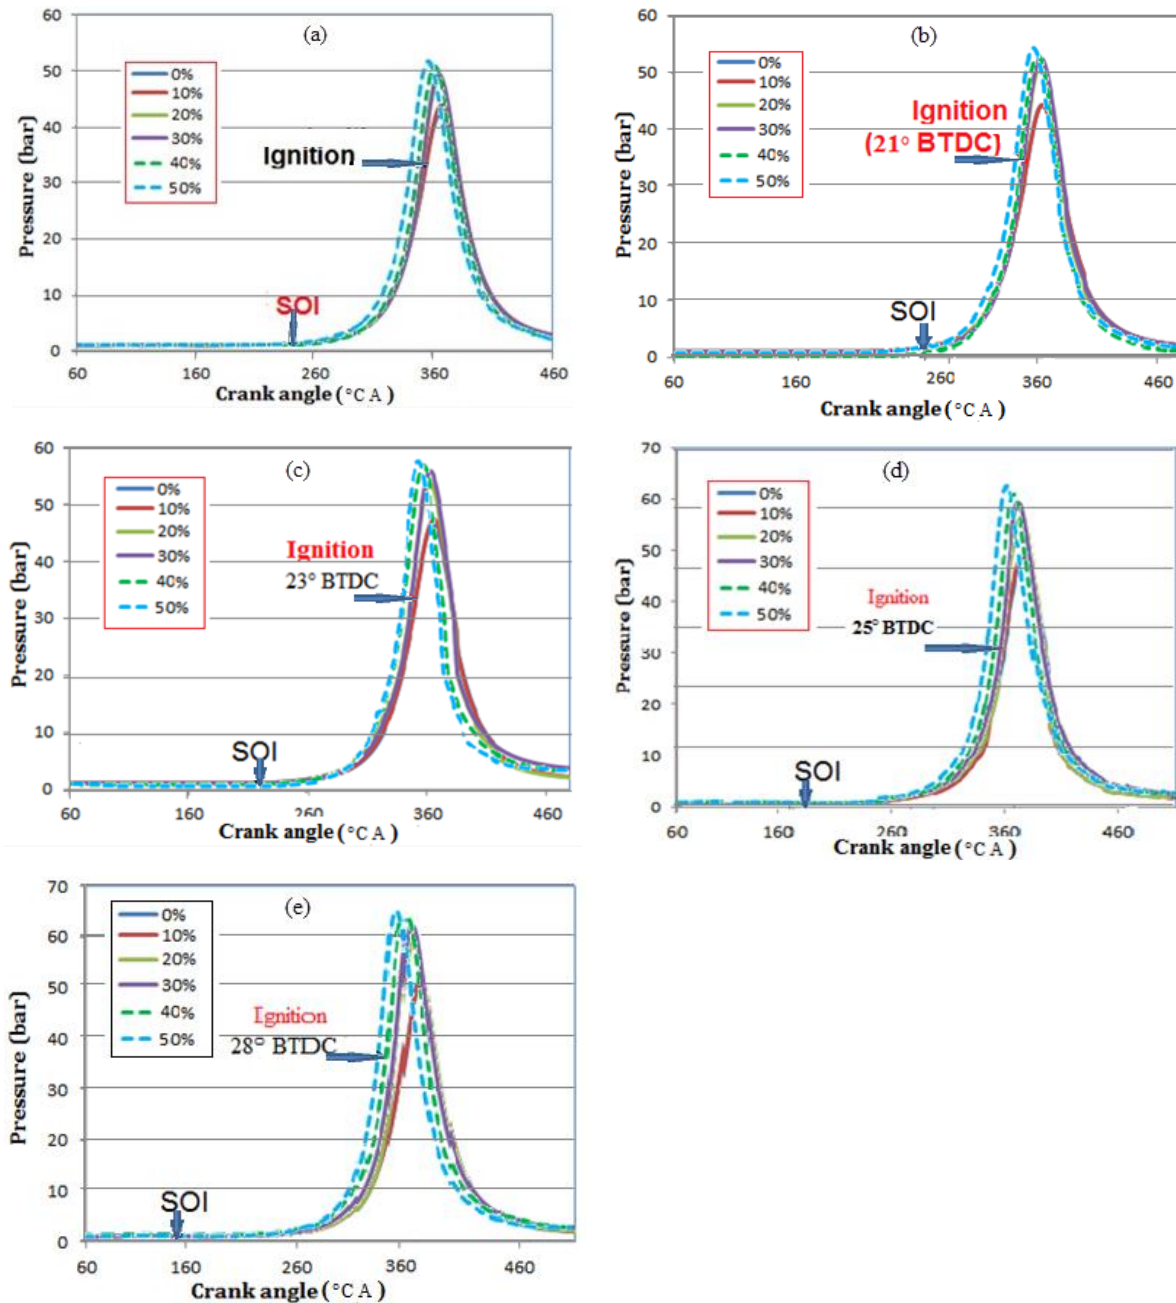 (a)
60
50
40
30
20
10
0
Pressure (bar)
0%
10%
20%
30%
40%
50%
Ignition
SOI
60 160 260 360 460
Crank angle (°C A)
(b)
60
50
40
30
20
10
0
Pressure (bar)
0%
10%
20%
30%
40%
50%
Ignition
(21° BTDC)
SOI
60 160 260 360 460
Crank angle (°C A)
(c)
60
50
40
30
20
10
0
Pressure (bar)
0%
10%
20%
30%
40%
50%
Ignition
23° BTDC
SOI
60 160 260 360 460
Crank angle (°C A)
(d)
70
60
50
40
30
20
10
0
Pressure (bar)
0%
10%
20%
30%
40%
50%
Ignition
25° BTDC
SOI
60 160 260 360 460
Crank angle (°C A)
(e)
70
60
50
40
30
20
10
0
Pressure (bar)
0%
10%
20%
30%
40%
50%
Ignition
28° BTDC
SOI
60 160 260 360 460
Crank angle (°C A)